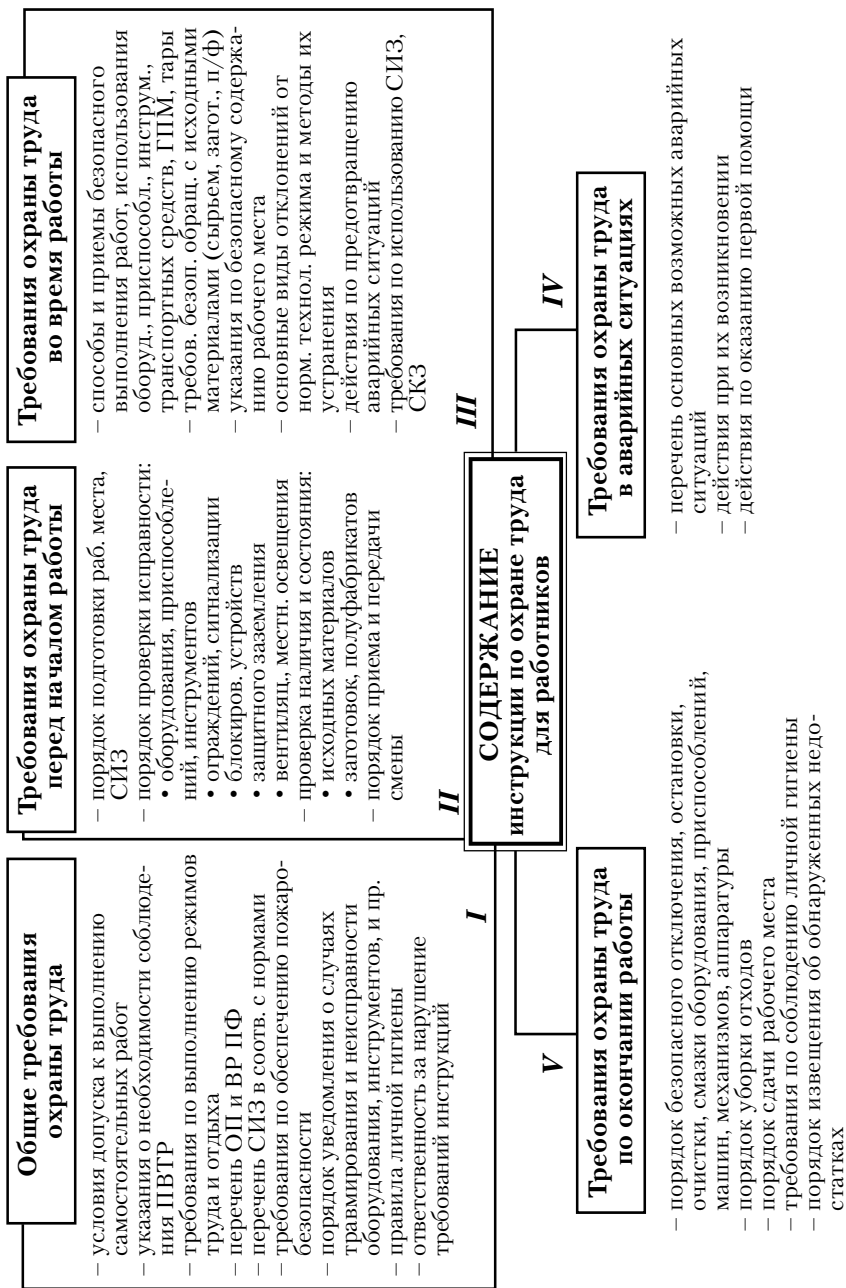 Общие требования
охраны труда
– условия допуска к выполнению
самостоятельных работ
– указания о необходимости соблюде-
ния ПВТР
– требования по выполнению режимов
труда и отдыха
– перечень ОП и ВР ПФ
– перечень СИЗ в соотв. с нормами
– требования по обеспечению пожаро-
безопасности
– порядок уведомления о случаях
травмирования и неисправности
оборудования, инструментов, и пр.
– правила личной гигиены
– ответственность за нарушение
требований инструкций
I
Требования охраны труда
перед началом работы
– порядок подготовки раб. места,
СИЗ
– порядок проверки исправности:
• оборудования, приспособле-
ний, инструментов
• ограждений, сигнализации
• блокиров. устройств
• защитного заземления
• вентиляц., местн. освещения
– проверка наличия и состояния:
• исходных материалов
• заготовок, полуфабрикатов
– порядок приема и передачи
смены
II
Требования охраны труда
во время работы
– способы и приемы безопасного
выполнения работ, использования
оборуд., приспособл., инструм.,
транспортных средств, ГПМ, тары
– требов. безоп. обращ. с исходными
материалами (сырьем, загот., п/ф)
– указания по безопасному содержа-
нию рабочего места
– основные виды отклонений от
норм. технол. режима и методы их
устранения
– действия по предотвращению
аварийных ситуаций
– требования по использованию СИЗ,
СКЗ
III
СОДЕРЖАНИЕ
инструкции по охране труда
для работников
IV
Требования охраны труда
в аварийных ситуациях
– перечень основных возможных аварийных
ситуаций
– действия при их возникновении
– действия по оказанию первой помощи
V
Требования охраны труда
по окончании работы
– порядок безопасного отключения, остановки,
очистки, смазки оборудования, приспособлений,
машин, механизмов, аппаратуры
– порядок уборки отходов
– порядок сдачи рабочего места
– требования по соблюдению личной гигиены
– порядок извещения об обнаруженных недо-
статках